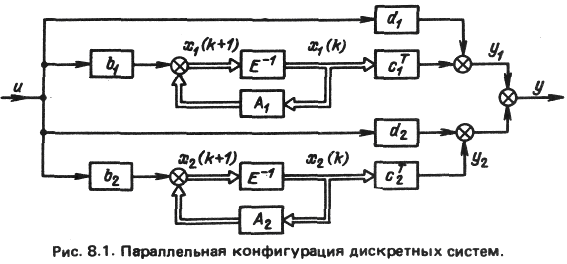 d₁
x₁(k+1) x₁(k) y₁
b₁ E⁻¹ c₁ᵀ
u A₁ y
d₂
x₂(k+1) x₂(k)
b₂ E⁻¹ c₂ᵀ y₂
A₂
Рис. 8.1. Параллельная конфигурация дискретных систем.